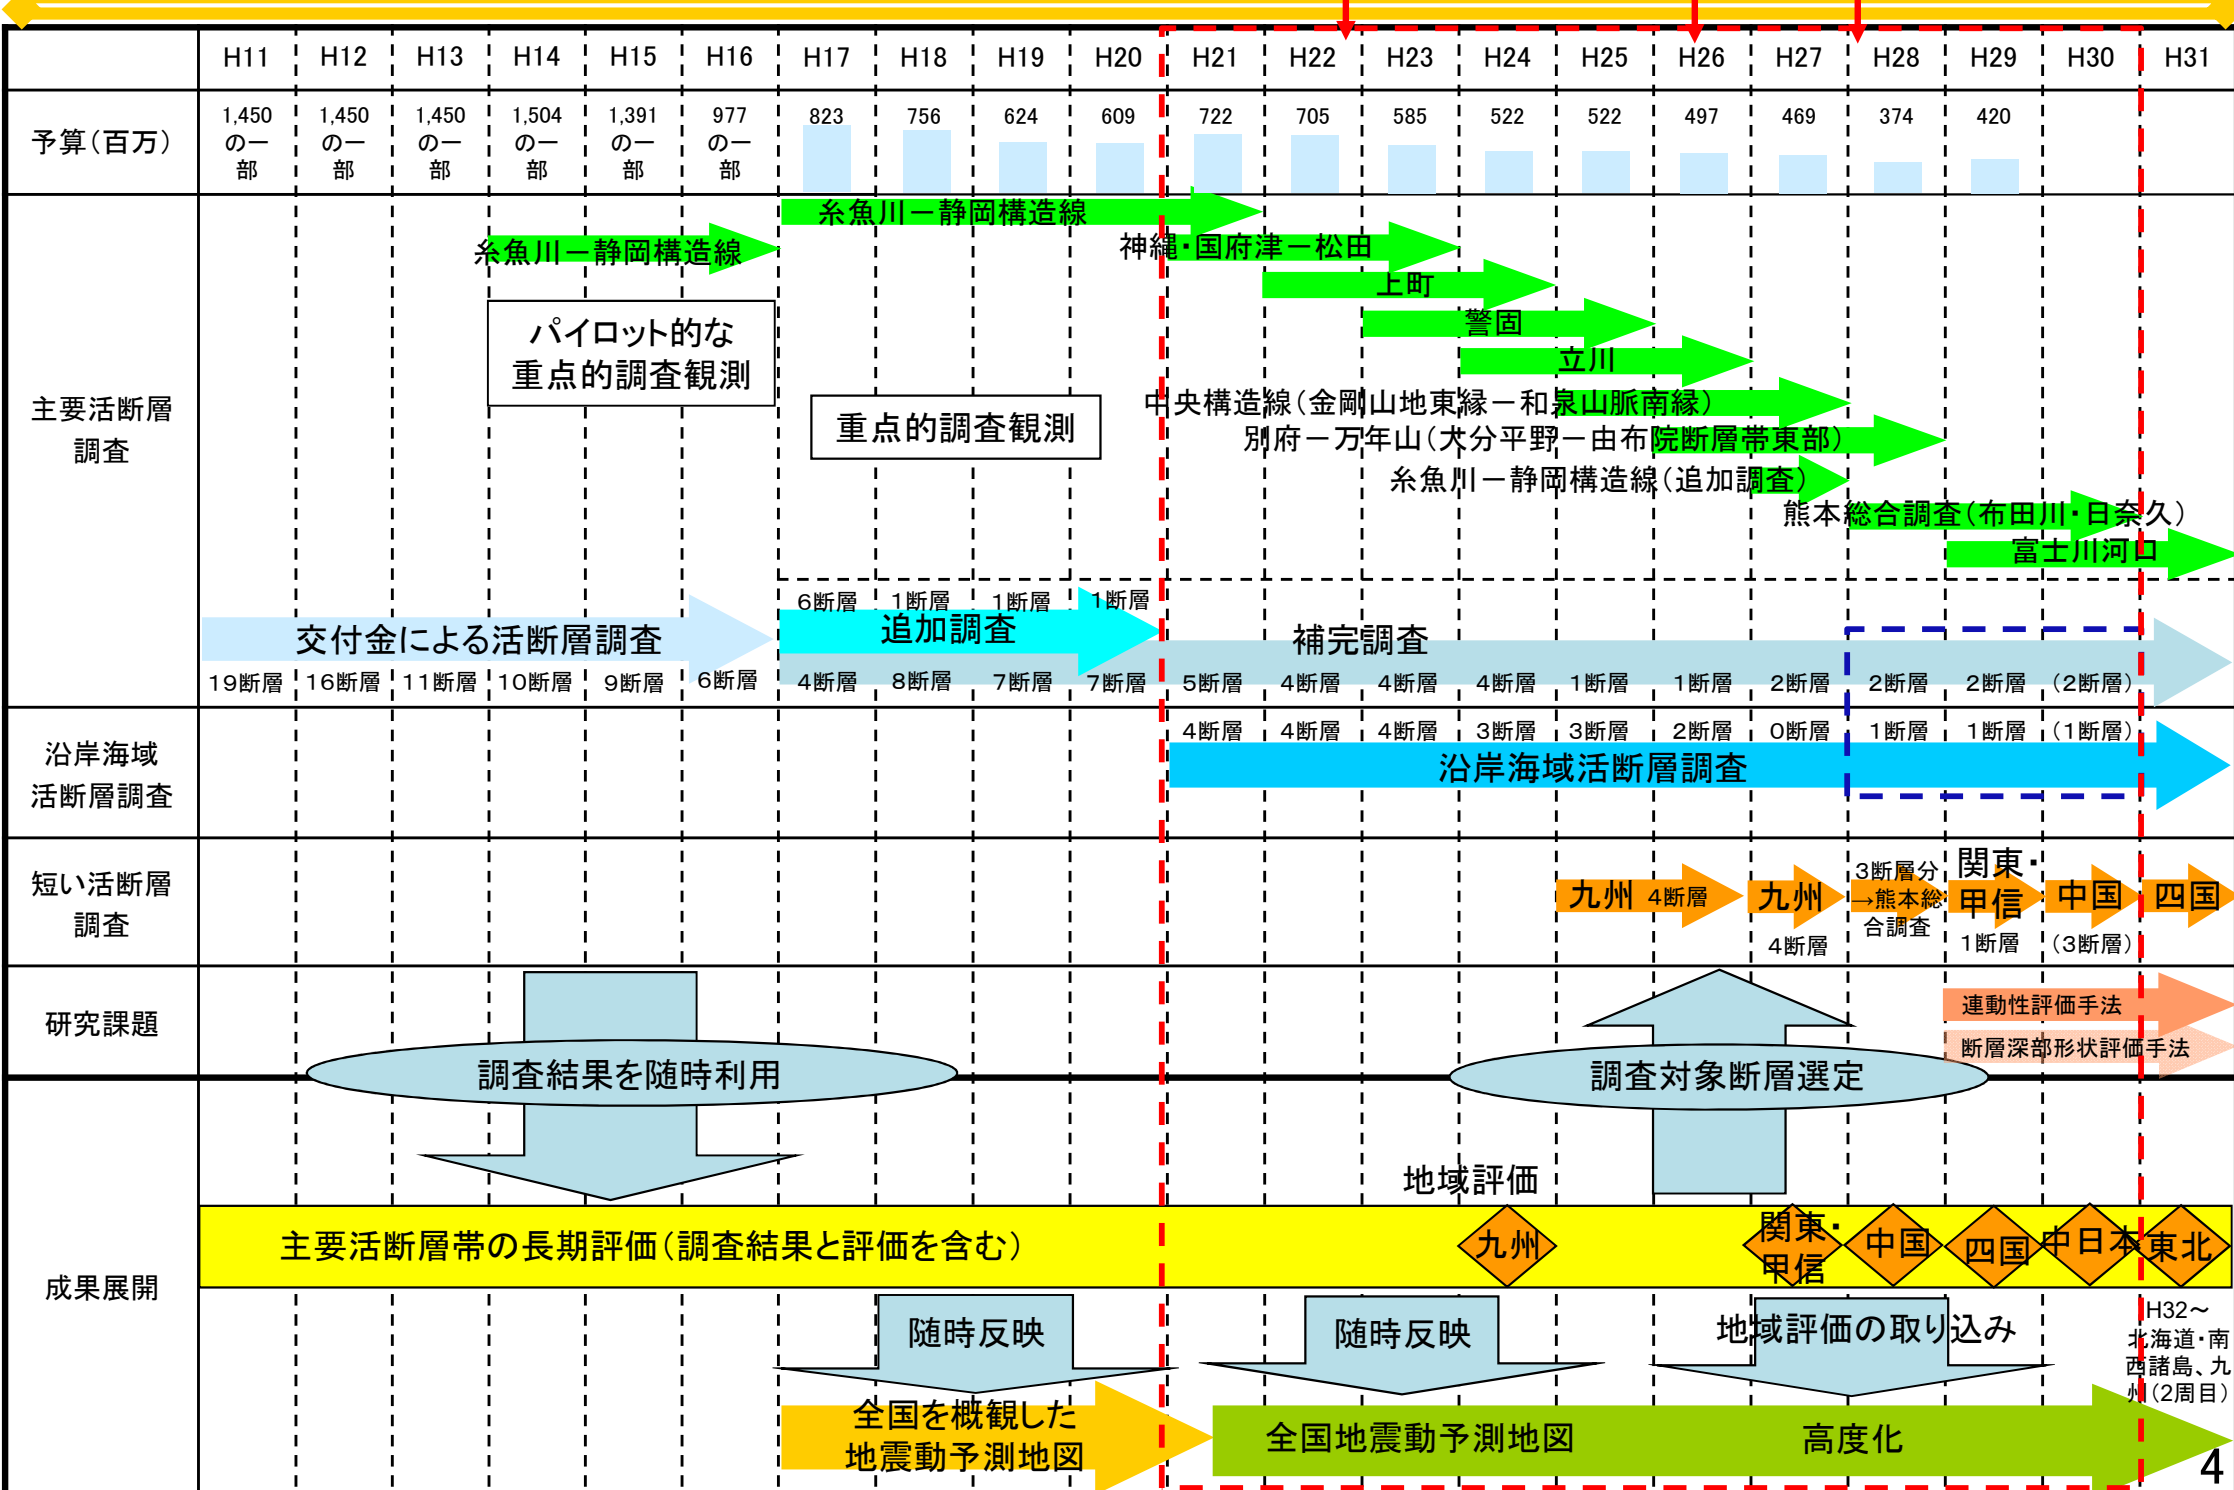 H11 H12 H13 H14 H15 H16 H17 H18 H19 H20 H21 H22 H23 H24 H25 H26 H27 H28 H29 H30 H31
予算(百万)
1,450の一部 1,450の一部 1,450の一部 1,504の一部 1,391の一部 977の一部 823 756 624 609 722 705 585 522 522 497 469 374 420
主要活断層
調査
糸魚川－静岡構造線
糸魚川－静岡構造線
神縄・国府津－松田
上町
警固
立川
中央構造線(金剛山地東縁－和泉山脈南縁)
別府－万年山(大分平野－由布院断層帯東部)
糸魚川－静岡構造線(追加調査)
熊本総合調査(布田川・日奈久)
富士川河口
パイロット的な
重点的調査観測
重点的調査観測
6断層 1断層 1断層 1断層
交付金による活断層調査
追加調査
補完調査
19断層 16断層 11断層 10断層 9断層 6断層 4断層 8断層 7断層 7断層 5断層 4断層 4断層 4断層 1断層 1断層 2断層 2断層 2断層 (2断層)
沿岸海域
活断層調査
4断層 4断層 4断層 3断層 3断層 2断層 0断層 1断層 1断層 (1断層)
沿岸海域活断層調査
短い活断層
調査
九州 4断層
九州
4断層
3断層分
→熊本総
合調査
関東・
甲信
1断層
中国
(3断層)
四国
研究課題
連動性評価手法
断層深部形状評価手法
調査結果を随時利用
調査対象断層選定
成果展開
地域評価
主要活断層帯の長期評価(調査結果と評価を含む)
九州
関東・
甲信
中国
四国
中日本
東北
随時反映
随時反映
地域評価の取り込み
H32～
北海道・南
西諸島、九
州(2周目)
全国を概観した
地震動予測地図
全国地震動予測地図
高度化
4